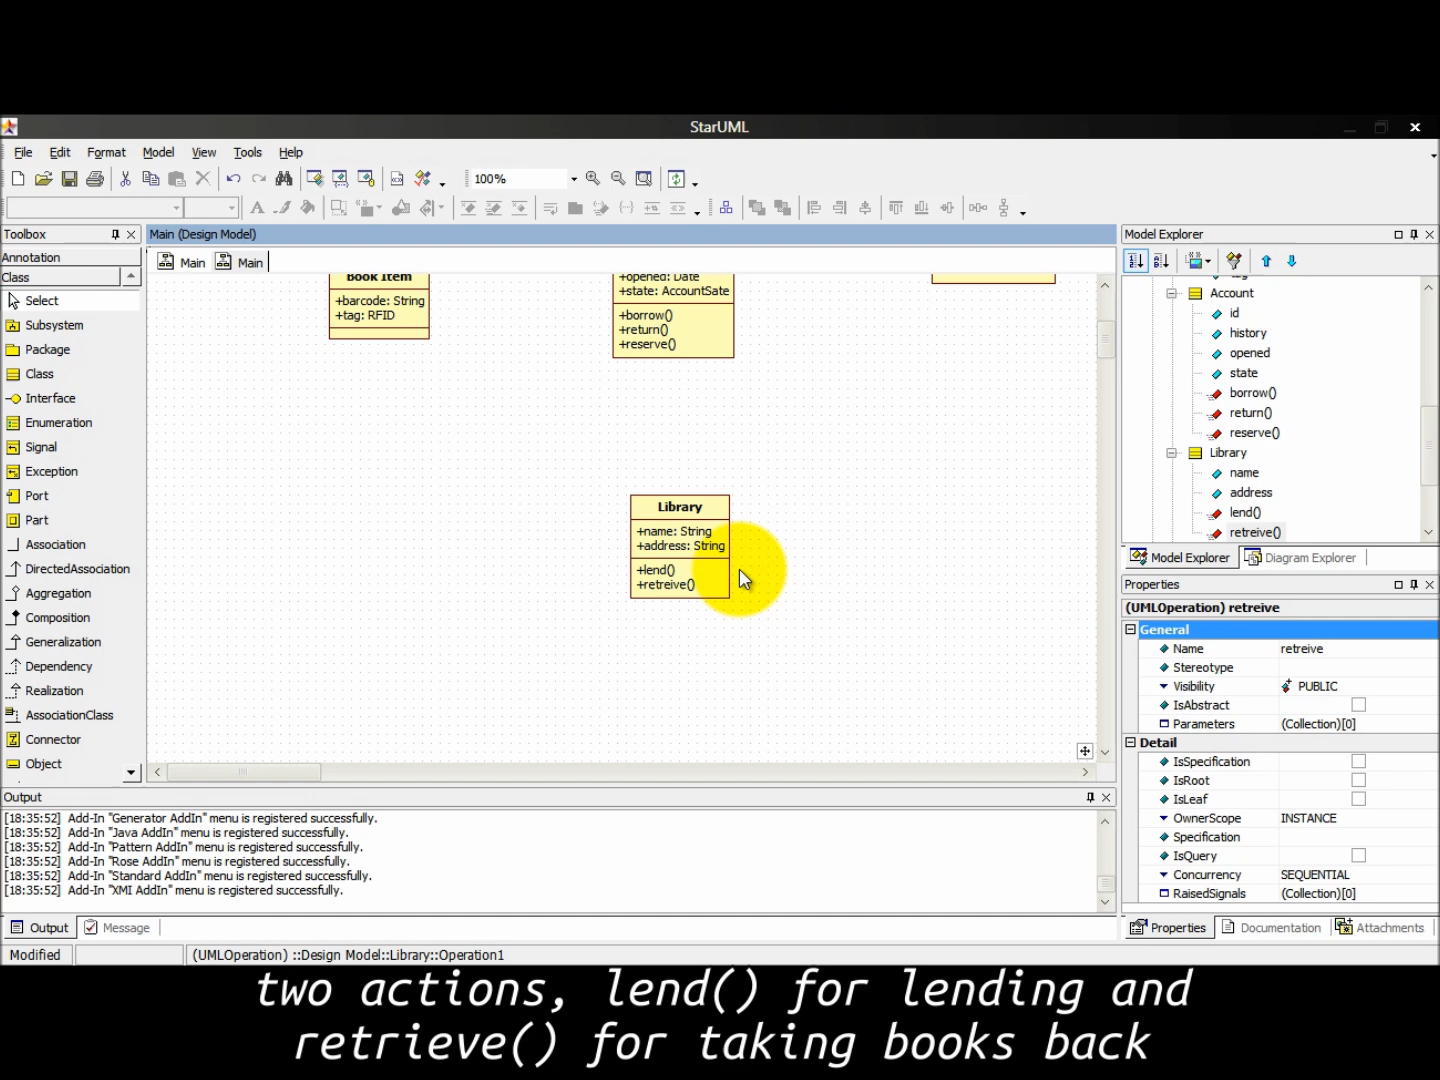 StarUML
File Edit Format Model View Tools Help
100%
Toolbox
Annotation
Class
Select
Subsystem
Package
Class
Interface
Enumeration
Signal
Exception
Port
Part
Association
DirectedAssociation
Aggregation
Composition
Generalization
Dependency
Realization
AssociationClass
Connector
Object
Main (Design Model)
Main Main
Book Item
+barcode: String
+tag: RFID
+opened: Date
+state: AccountSate
+borrow()
+return()
+reserve()
Library
+name: String
+address: String
+lend()
+retreive()
Model Explorer
Account
id
history
opened
state
borrow()
return()
reserve()
Library
name
address
lend()
retreive()
Model Explorer Diagram Explorer
Properties
(UMLOperation) retreive
General
Name retreive
Stereotype
Visibility PUBLIC
IsAbstract
Parameters (Collection)[0]
Detail
IsSpecification
IsRoot
IsLeaf
OwnerScope INSTANCE
Specification
IsQuery
Concurrency SEQUENTIAL
RaisedSignals (Collection)[0]
Properties Documentation Attachments
Output
[18:35:52] Add-In "Generator AddIn" menu is registered successfully.
[18:35:52] Add-In "Java AddIn" menu is registered successfully.
[18:35:52] Add-In "Pattern AddIn" menu is registered successfully.
[18:35:52] Add-In "Rose AddIn" menu is registered successfully.
[18:35:52] Add-In "Standard AddIn" menu is registered successfully.
[18:35:52] Add-In "XMI AddIn" menu is registered successfully.
Output Message
Modified (UMLOperation) ::Design Model::Library::Operation1
two actions, lend() for lending and
retrieve() for taking books back